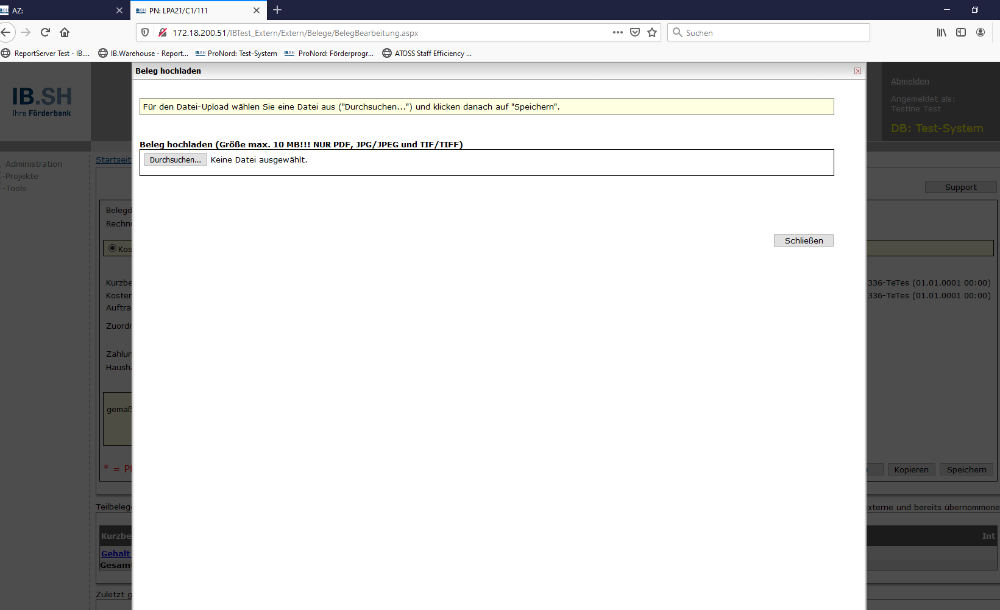 AZ:
PN: LPA21/C1/111
172.18.200.51/IBTest_Extern/Extern/Belege/BelegBearbeitung.aspx
Suchen
ReportServer Test - IB....
IB.Warehouse - Report...
IB.SH ProNord: Test-System
IB.SH ProNord: Förderprogr...
ATOSS Staff Efficiency ...
Beleg hochladen
IB.SH
Ihre Förderbank
Abmelden
Angemeldet als:
Testine Test
DB: Test-System
Für den Datei-Upload wählen Sie eine Datei aus ("Durchsuchen...") und klicken danach auf "Speichern".
Beleg hochladen (Größe max. 10 MB!!! NUR PDF, JPG/JPEG und TIF/TIFF)
Durchsuchen... Keine Datei ausgewählt.
Schließen
Administration
Projekte
Tools
Startseit
Support
Belegd
Rechn
Kos
Kurzbe
336-TeTes (01.01.0001 00:00)
Koster
336-TeTes (01.01.0001 00:00)
Auftra
Zuordr
Zahlur
Hausha
gemäß
* = Pf
Kopieren
Speichern
Teilbeleg
externe und bereits übernommene
Kurzbe
Int
Gehalt
Gesamt
Zuletzt g